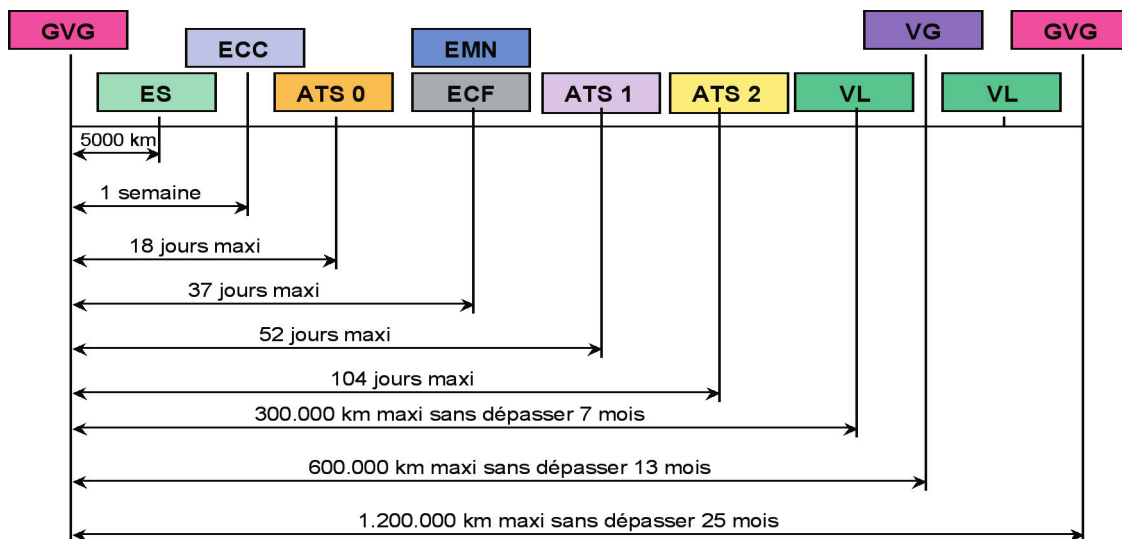 GVG
VG
GVG
ECC
EMN
ES
ATS 0
ECF
ATS 1
ATS 2
VL
VL
5000 km
1 semaine
18 jours maxi
37 jours maxi
52 jours maxi
104 jours maxi
300.000 km maxi sans dépasser 7 mois
600.000 km maxi sans dépasser 13 mois
1.200.000 km maxi sans dépasser 25 mois